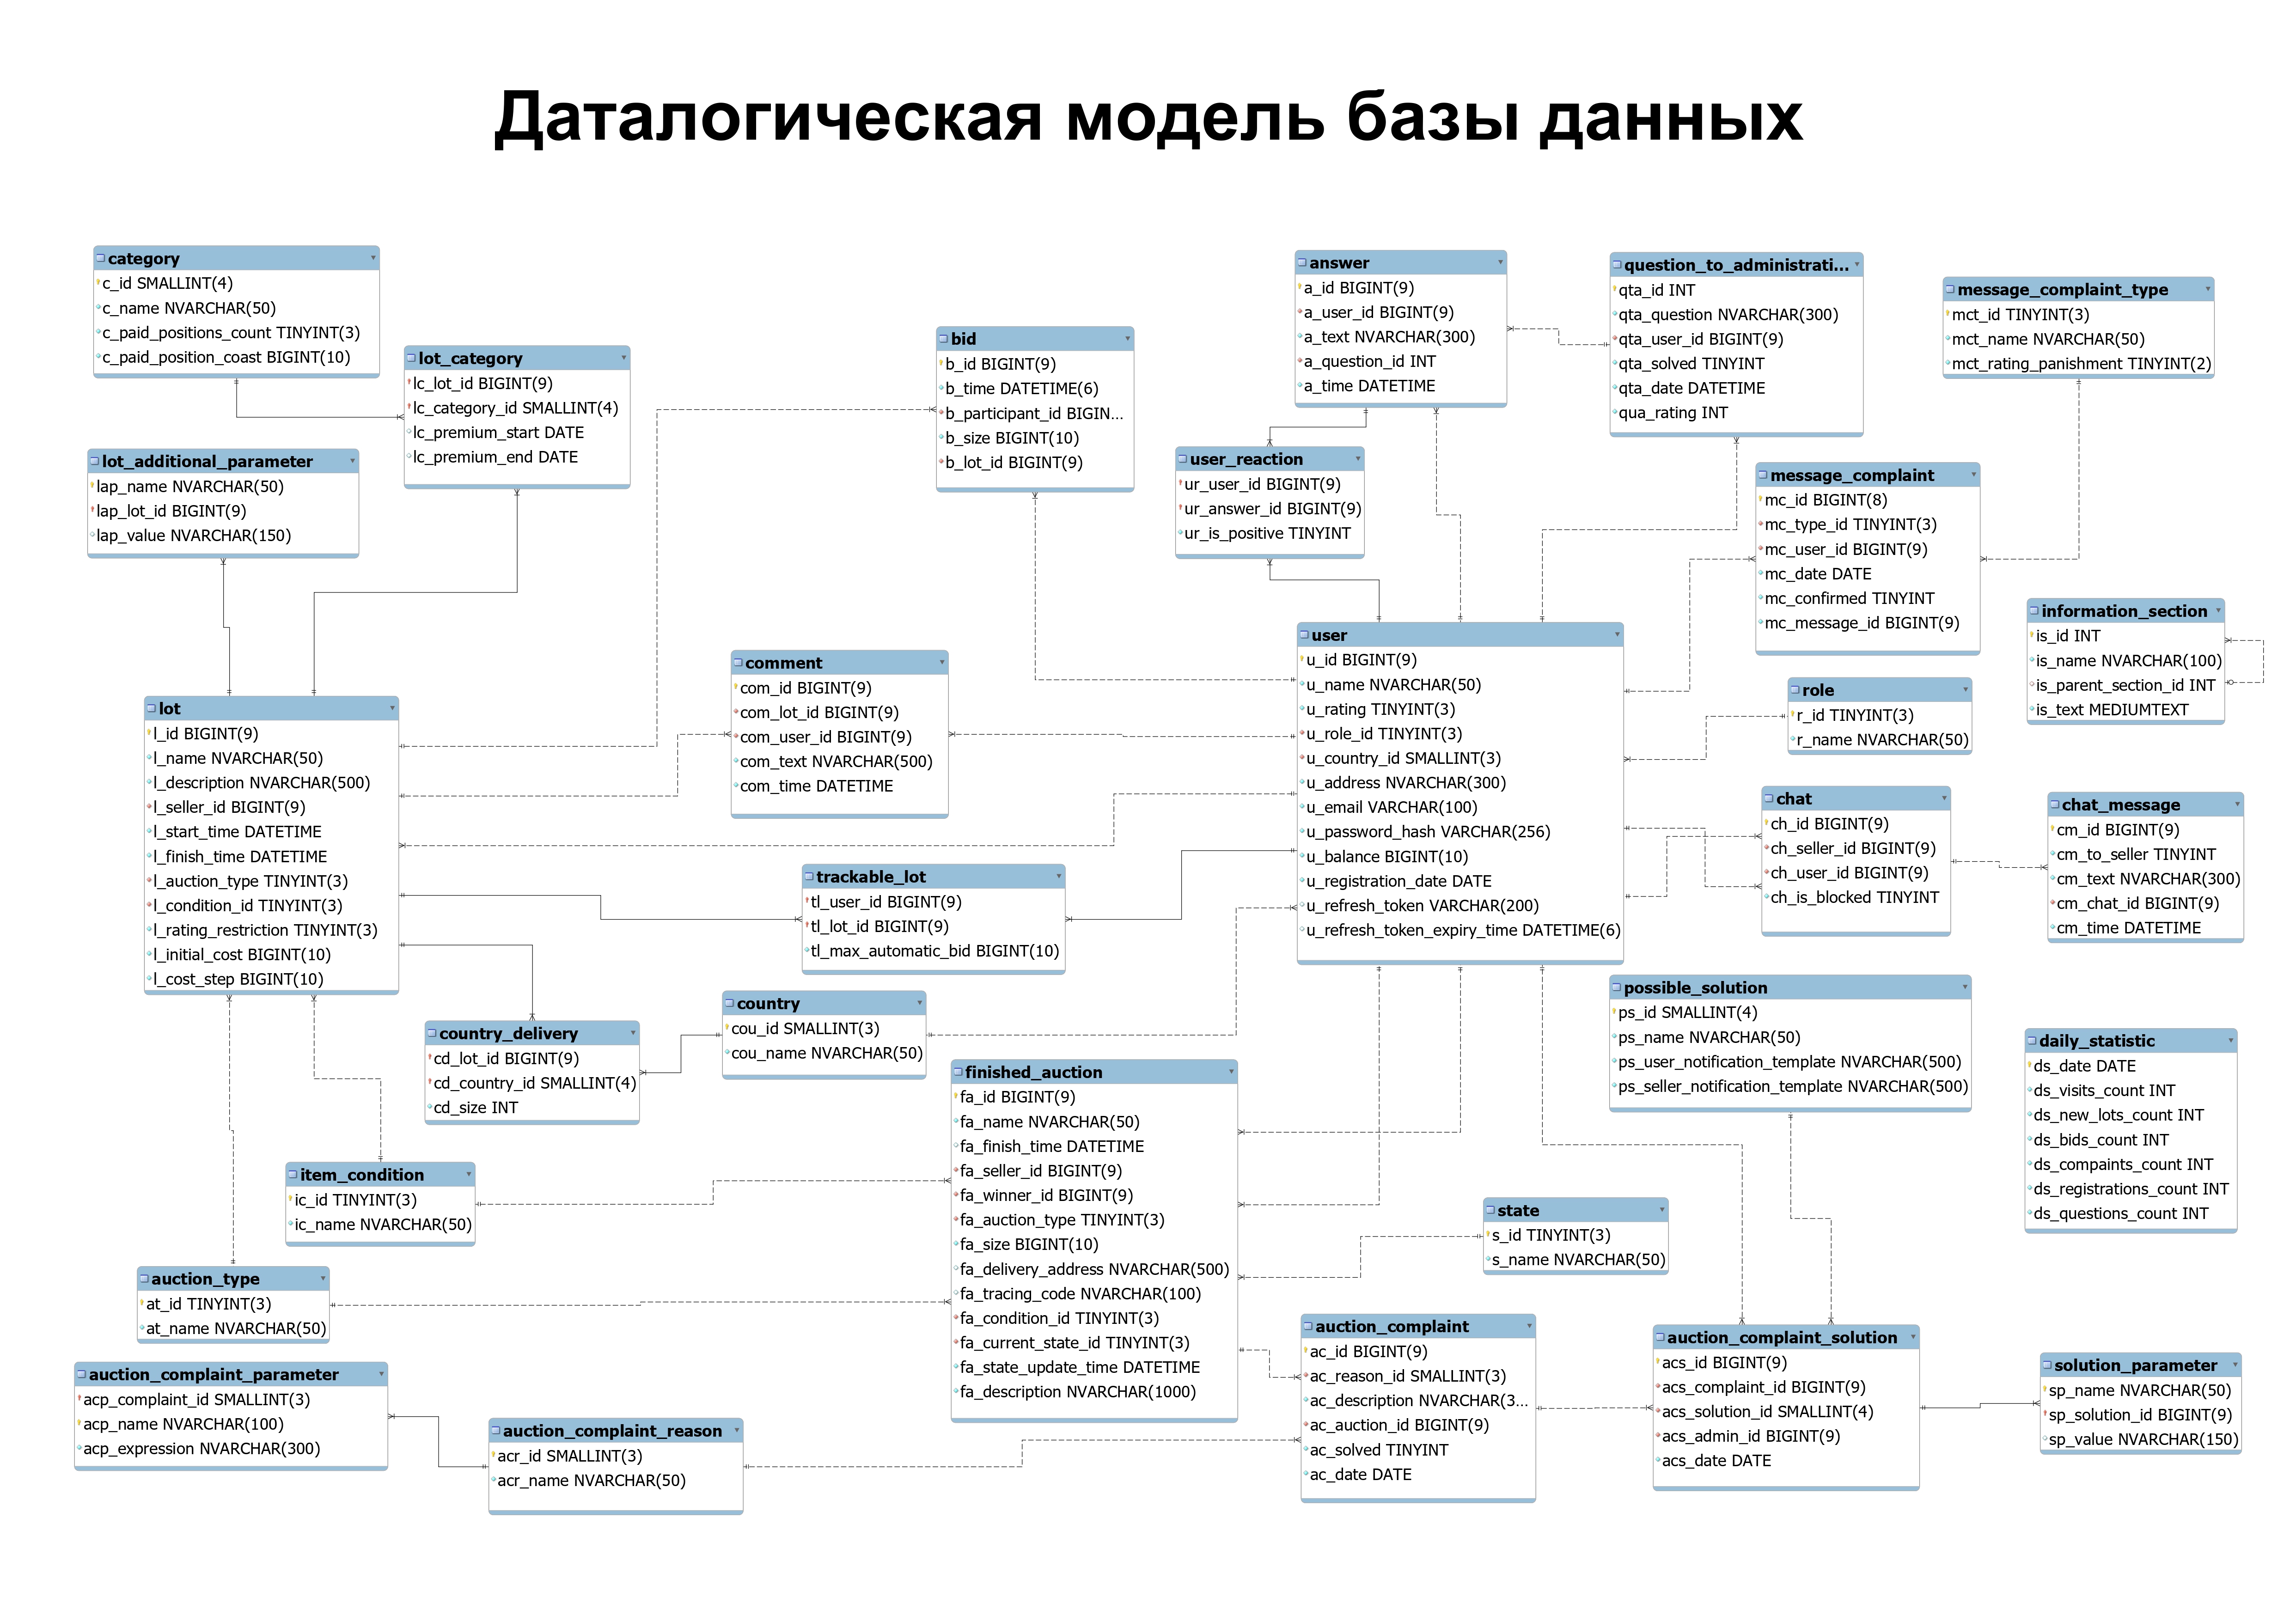 Даталогическая модель базы данных
category
c_id SMALLINT(4)
c_name NVARCHAR(50)
c_paid_positions_count TINYINT(3)
c_paid_position_coast BIGINT(10)
lot_category
lc_lot_id BIGINT(9)
lc_category_id SMALLINT(4)
lc_premium_start DATE
lc_premium_end DATE
lot_additional_parameter
lap_name NVARCHAR(50)
lap_lot_id BIGINT(9)
lap_value NVARCHAR(150)
bid
b_id BIGINT(9)
b_time DATETIME(6)
b_participant_id BIGIN...
b_size BIGINT(10)
b_lot_id BIGINT(9)
answer
a_id BIGINT(9)
a_user_id BIGINT(9)
a_text NVARCHAR(300)
a_question_id INT
a_time DATETIME
question_to_administrati...
qta_id INT
qta_question NVARCHAR(300)
qta_user_id BIGINT(9)
qta_solved TINYINT
qta_date DATETIME
qua_rating INT
message_complaint_type
mct_id TINYINT(3)
mct_name NVARCHAR(50)
mct_rating_panishment TINYINT(2)
user_reaction
ur_user_id BIGINT(9)
ur_answer_id BIGINT(9)
ur_is_positive TINYINT
message_complaint
mc_id BIGINT(8)
mc_type_id TINYINT(3)
mc_user_id BIGINT(9)
mc_date DATE
mc_confirmed TINYINT
mc_message_id BIGINT(9)
information_section
is_id INT
is_name NVARCHAR(100)
is_parent_section_id INT
is_text MEDIUMTEXT
lot
l_id BIGINT(9)
l_name NVARCHAR(50)
l_description NVARCHAR(500)
l_seller_id BIGINT(9)
l_start_time DATETIME
l_finish_time DATETIME
l_auction_type TINYINT(3)
l_condition_id TINYINT(3)
l_rating_restriction TINYINT(3)
l_initial_cost BIGINT(10)
l_cost_step BIGINT(10)
comment
com_id BIGINT(9)
com_lot_id BIGINT(9)
com_user_id BIGINT(9)
com_text NVARCHAR(500)
com_time DATETIME
user
u_id BIGINT(9)
u_name NVARCHAR(50)
u_rating TINYINT(3)
u_role_id TINYINT(3)
u_country_id SMALLINT(3)
u_address NVARCHAR(300)
u_email VARCHAR(100)
u_password_hash VARCHAR(256)
u_balance BIGINT(10)
u_registration_date DATE
u_refresh_token VARCHAR(200)
u_refresh_token_expiry_time DATETIME(6)
role
r_id TINYINT(3)
r_name NVARCHAR(50)
chat
ch_id BIGINT(9)
ch_seller_id BIGINT(9)
ch_user_id BIGINT(9)
ch_is_blocked TINYINT
chat_message
cm_id BIGINT(9)
cm_to_seller TINYINT
cm_text NVARCHAR(300)
cm_chat_id BIGINT(9)
cm_time DATETIME
trackable_lot
tl_user_id BIGINT(9)
tl_lot_id BIGINT(9)
tl_max_automatic_bid BIGINT(10)
country_delivery
cd_lot_id BIGINT(9)
cd_country_id SMALLINT(4)
cd_size INT
country
cou_id SMALLINT(3)
cou_name NVARCHAR(50)
possible_solution
ps_id SMALLINT(4)
ps_name NVARCHAR(50)
ps_user_notification_template NVARCHAR(500)
ps_seller_notification_template NVARCHAR(500)
daily_statistic
ds_date DATE
ds_visits_count INT
ds_new_lots_count INT
ds_bids_count INT
ds_compaints_count INT
ds_registrations_count INT
ds_questions_count INT
finished_auction
fa_id BIGINT(9)
fa_name NVARCHAR(50)
fa_finish_time DATETIME
fa_seller_id BIGINT(9)
fa_winner_id BIGINT(9)
fa_auction_type TINYINT(3)
fa_size BIGINT(10)
fa_delivery_address NVARCHAR(500)
fa_tracing_code NVARCHAR(100)
fa_condition_id TINYINT(3)
fa_current_state_id TINYINT(3)
fa_state_update_time DATETIME
fa_description NVARCHAR(1000)
item_condition
ic_id TINYINT(3)
ic_name NVARCHAR(50)
state
s_id TINYINT(3)
s_name NVARCHAR(50)
auction_type
at_id TINYINT(3)
at_name NVARCHAR(50)
auction_complaint_parameter
acp_complaint_id SMALLINT(3)
acp_name NVARCHAR(100)
acp_expression NVARCHAR(300)
auction_complaint_reason
acr_id SMALLINT(3)
acr_name NVARCHAR(50)
auction_complaint
ac_id BIGINT(9)
ac_reason_id SMALLINT(3)
ac_description NVARCHAR(3...
ac_auction_id BIGINT(9)
ac_solved TINYINT
ac_date DATE
auction_complaint_solution
acs_id BIGINT(9)
acs_complaint_id BIGINT(9)
acs_solution_id SMALLINT(4)
acs_admin_id BIGINT(9)
acs_date DATE
solution_parameter
sp_name NVARCHAR(50)
sp_solution_id BIGINT(9)
sp_value NVARCHAR(150)